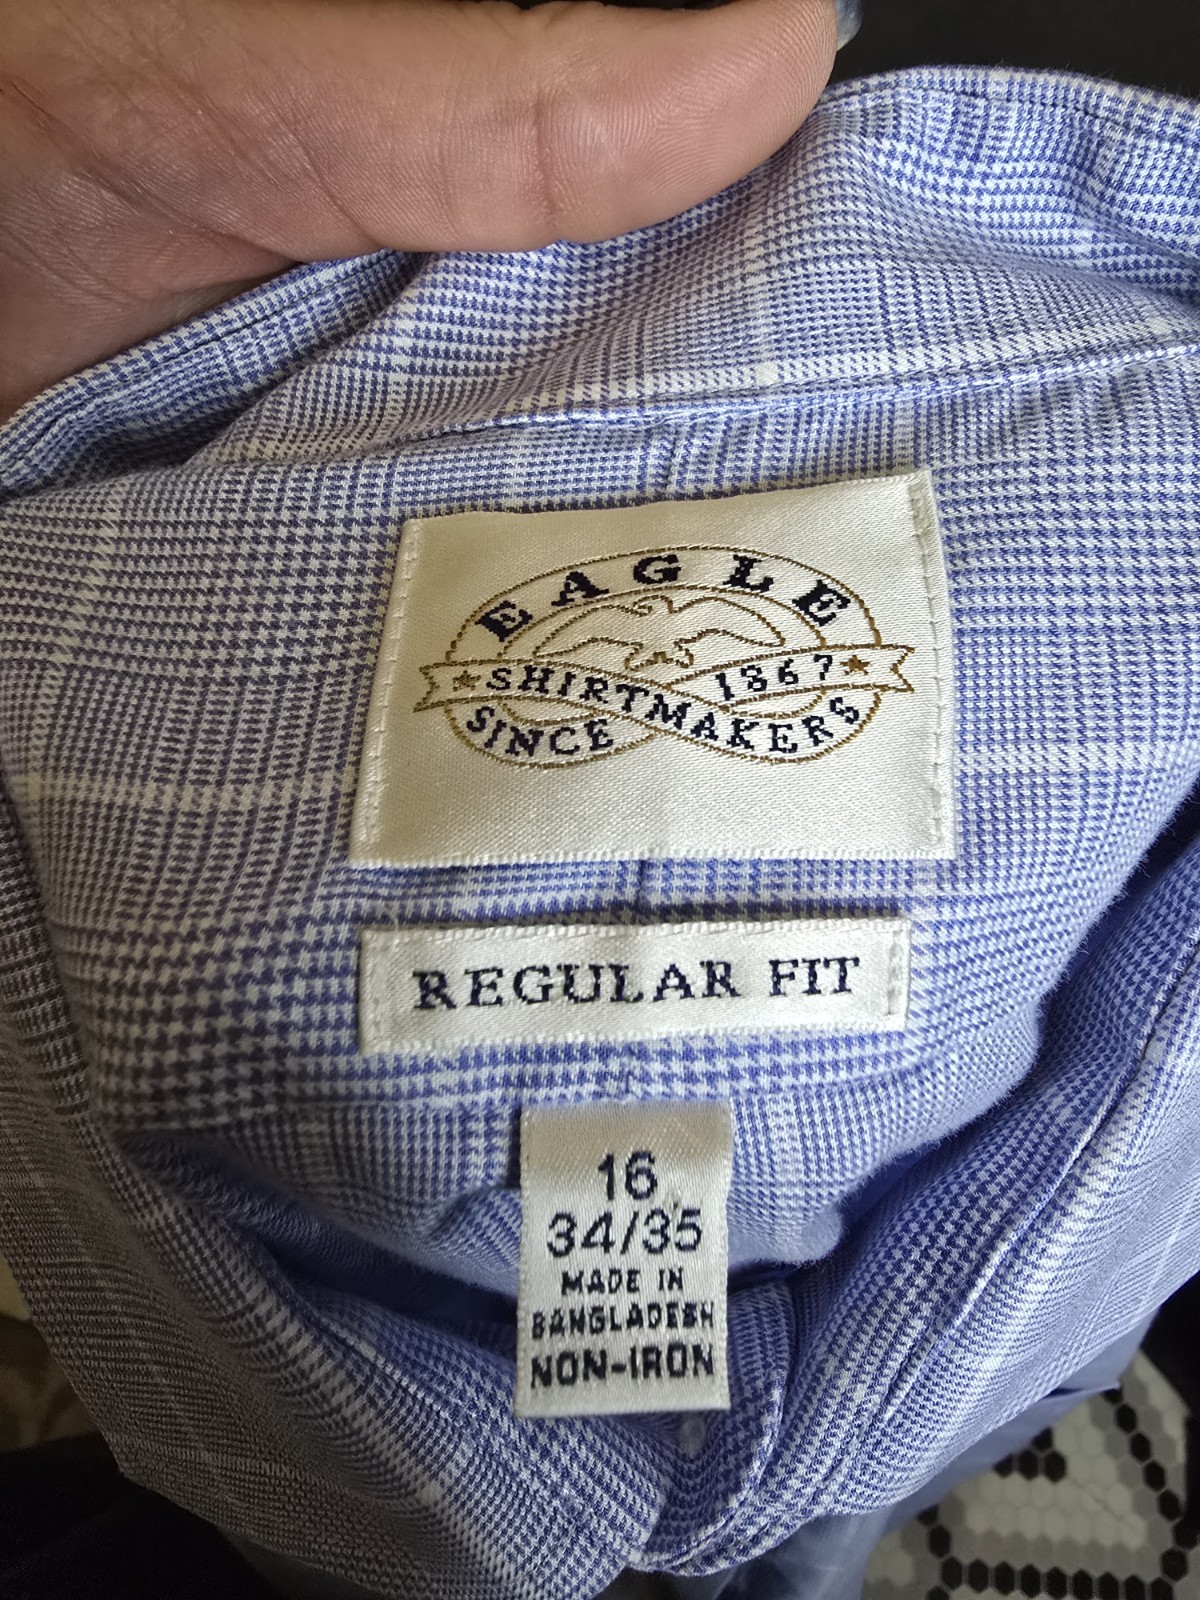 EAGLE
SHIRTMAKERS
SINCE 1867
REGULAR FIT
16
34/35
MADE IN
BANGLADESH
NON-IRON